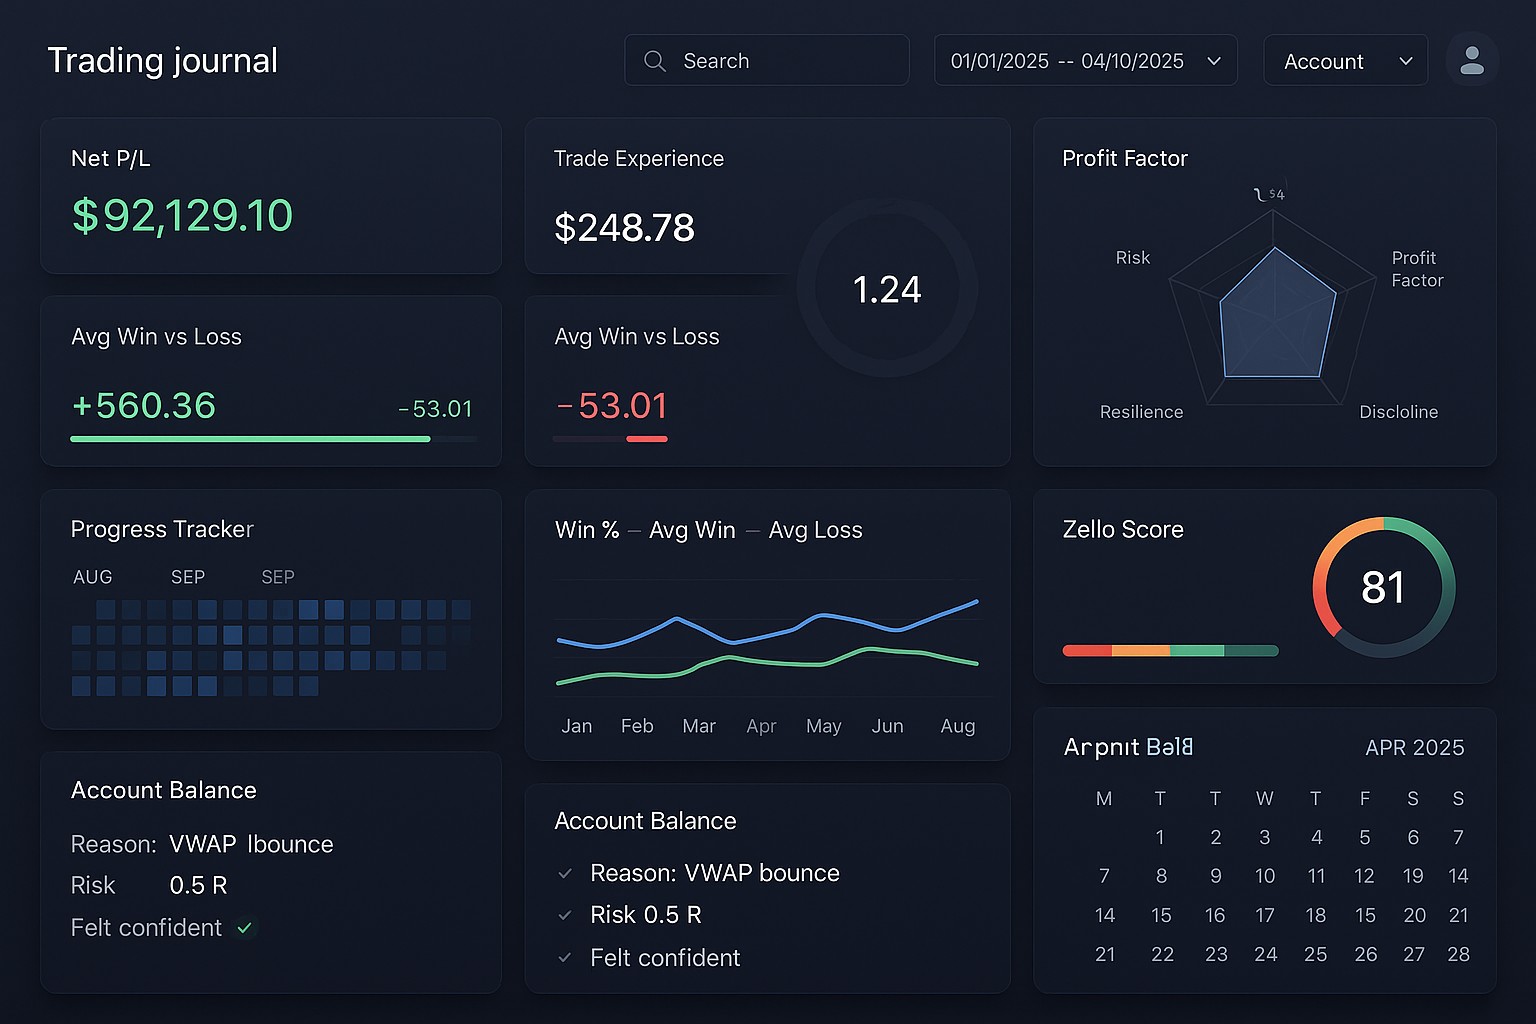 Trading journal
Search
01/01/2025 -- 04/10/2025
Account
Net P/L
$92,129.10
Trade Experience
$248.78
1.24
Profit Factor
$4
Risk
Profit
Factor
Resilience
Discloline
Avg Win vs Loss
+560.36
-53.01
Avg Win vs Loss
-53.01
Progress Tracker
AUG SEP SEP
Win % — Avg Win — Avg Loss
Jan Feb Mar Apr May Jun Aug
Zello Score
81
Account Balance
Reason: VWAP lbounce
Risk 0.5 R
Felt confident
Account Balance
Reason: VWAP bounce
Risk 0.5 R
Felt confident
APR 2025
M T T W T F S S
1 2 3 4 5 6 7
7 8 9 10 11 12 19 14
14 15 16 17 18 15 20 21
21 22 23 24 25 26 27 28